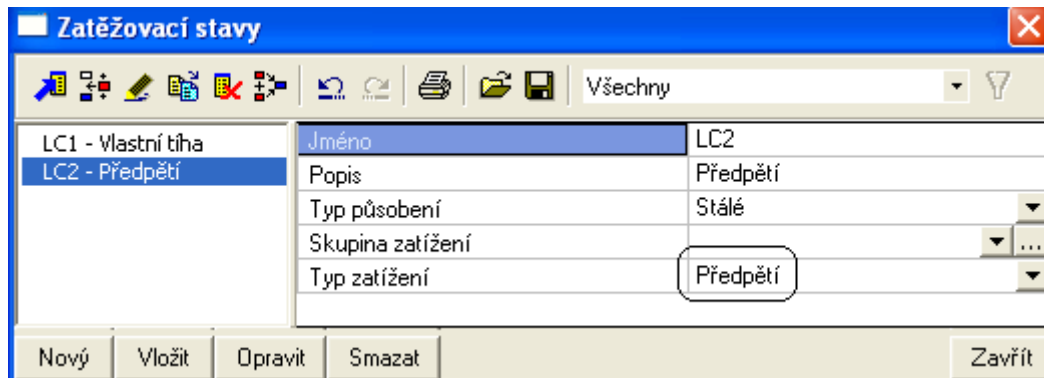 Zatěžovací stavy
Všechny
LC1 - Vlastní tíha
LC2 - Předpětí
Jméno LC2
Popis Předpětí
Typ působení Stálé
Skupina zatížení ...
Typ zatížení Předpětí
Nový Vložit Opravit Smazat Zavřít